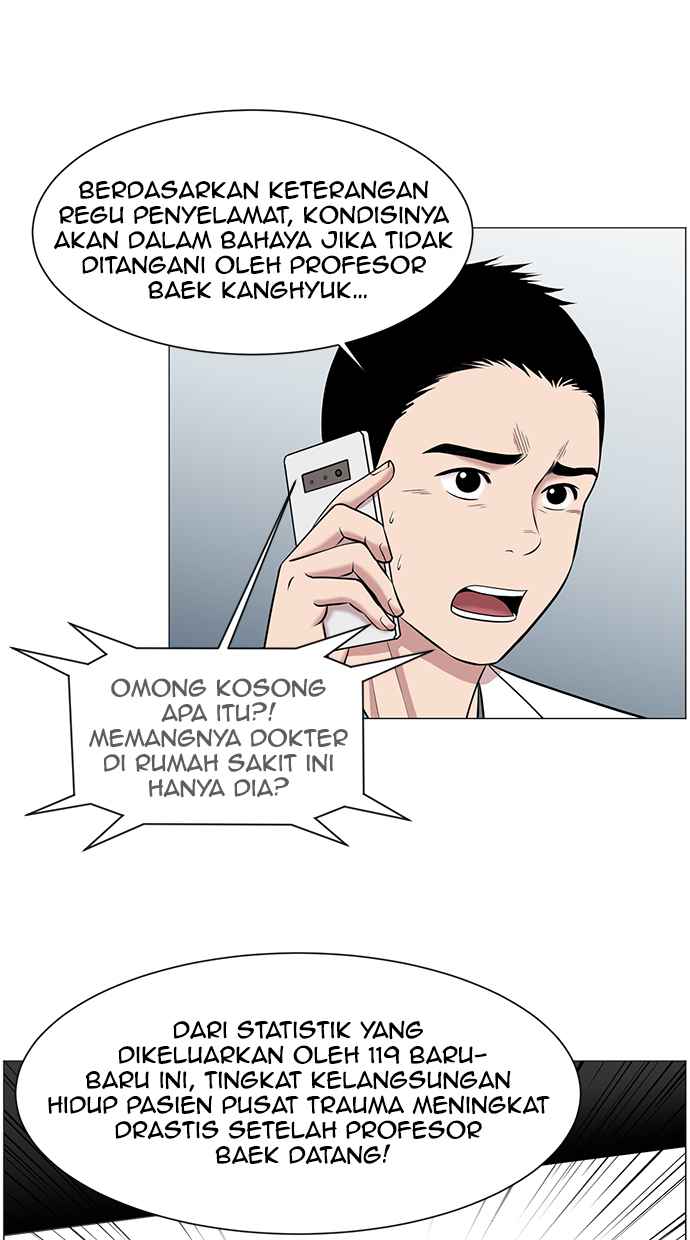 BERDASARKAN KETERANGAN
REGU PENYELAMAT, KONDISINYA
AKAN DALAM BAHAYA JIKA TIDAK
DITANGANI OLEH PROFESOR
BAEK KANGHYUK...
OMONG KOSONG
APA ITU?!
MEMANGNYA DOKTER
DI RUMAH SAKIT INI
HANYA DIA?
DARI STATISTIK YANG
DIKELUARKAN OLEH 119 BARU-
BARU INI, TINGKAT KELANGSUNGAN
HIDUP PASIEN PUSAT TRAUMA MENINGKAT
DRASTIS SETELAH PROFESOR
BAEK DATANG!